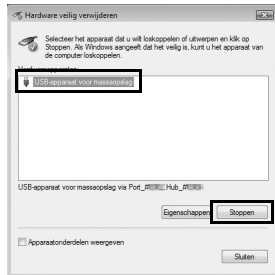 Hardware veilig verwijderen
Selecteer het apparaat dat u wilt loskoppelen of uitwerpen en klik op
Stoppen. Als Windows aangeeft dat het veilig is, kunt u het apparaat van
de computer loskoppelen.
Hardwareapparaten:
USB-apparaat voor massaopslag
USB-apparaat voor massaopslag via Port_# .Hub_#
Eigenschappen
Stoppen
Apparaatonderdelen weergeven
Sluiten